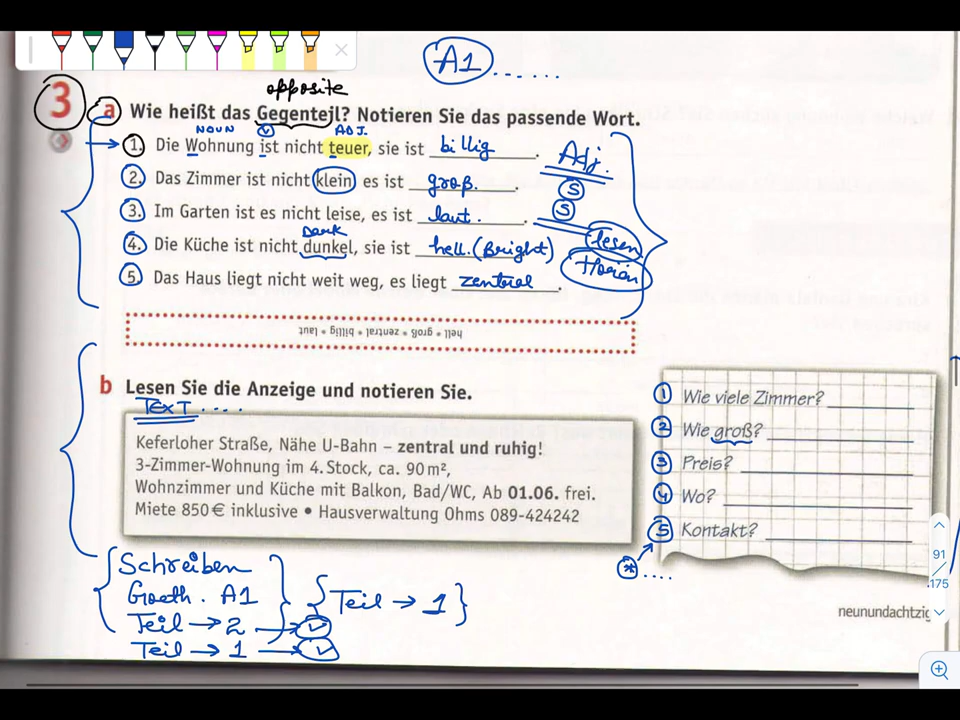 A1......
opposite
3 a Wie heißt das Gegenteil? Notieren Sie das passende Wort.
NOUN V ADJ.
1. Die Wohnung ist nicht teuer, sie ist billig.
Adj.
2. Das Zimmer ist nicht klein es ist groß.
5
3. Im Garten ist es nicht leise, es ist laut.
5
Dark
lesen
4. Die Küche ist nicht dunkel, sie ist hell. (Bright)
Hören
5. Das Haus liegt nicht weit weg, es liegt zentral.
hell • groß • zentral • billig • laut
b Lesen Sie die Anzeige und notieren Sie.
TEXT....
Keferloher Straße, Nähe U-Bahn – zentral und ruhig!
3-Zimmer-Wohnung im 4. Stock, ca. 90 m²,
Wohnzimmer und Küche mit Balkon, Bad/WC, Ab 01.06. frei.
Miete 850 € inklusive • Hausverwaltung Ohms 089-424242
1 Wie viele Zimmer?
2 Wie groß?
3 Preis?
4 Wo?
5 Kontakt?
*....
Schreiben
Goeth. A1
Teil → 2 → ✓
Teil → 1 → ✓
Teil → 1
91
175
neunundachtzig